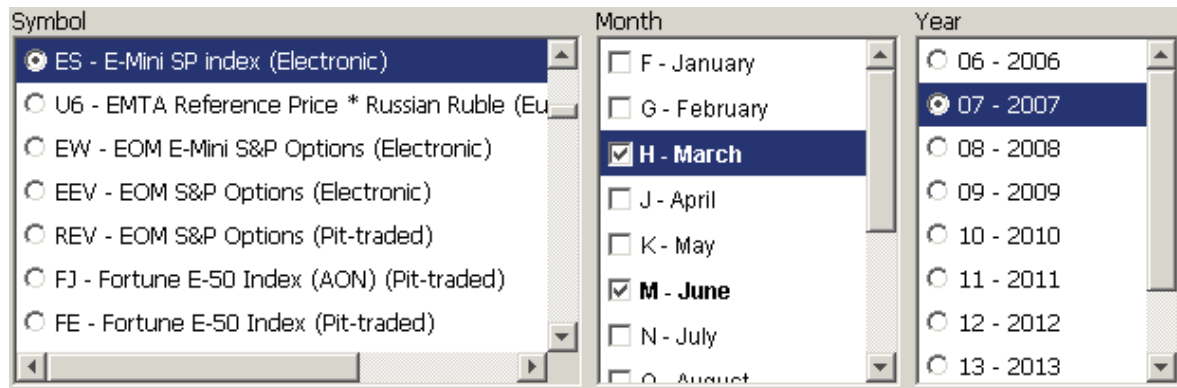 Symbol
ES - E-Mini SP index (Electronic)
U6 - EMTA Reference Price * Russian Ruble (Eu
EW - EOM E-Mini S&P Options (Electronic)
EEV - EOM S&P Options (Electronic)
REV - EOM S&P Options (Pit-traded)
FJ - Fortune E-50 Index (AON) (Pit-traded)
FE - Fortune E-50 Index (Pit-traded)
Month
F - January
G - February
H - March
J - April
K - May
M - June
N - July
Q - August
Year
06 - 2006
07 - 2007
08 - 2008
09 - 2009
10 - 2010
11 - 2011
12 - 2012
13 - 2013